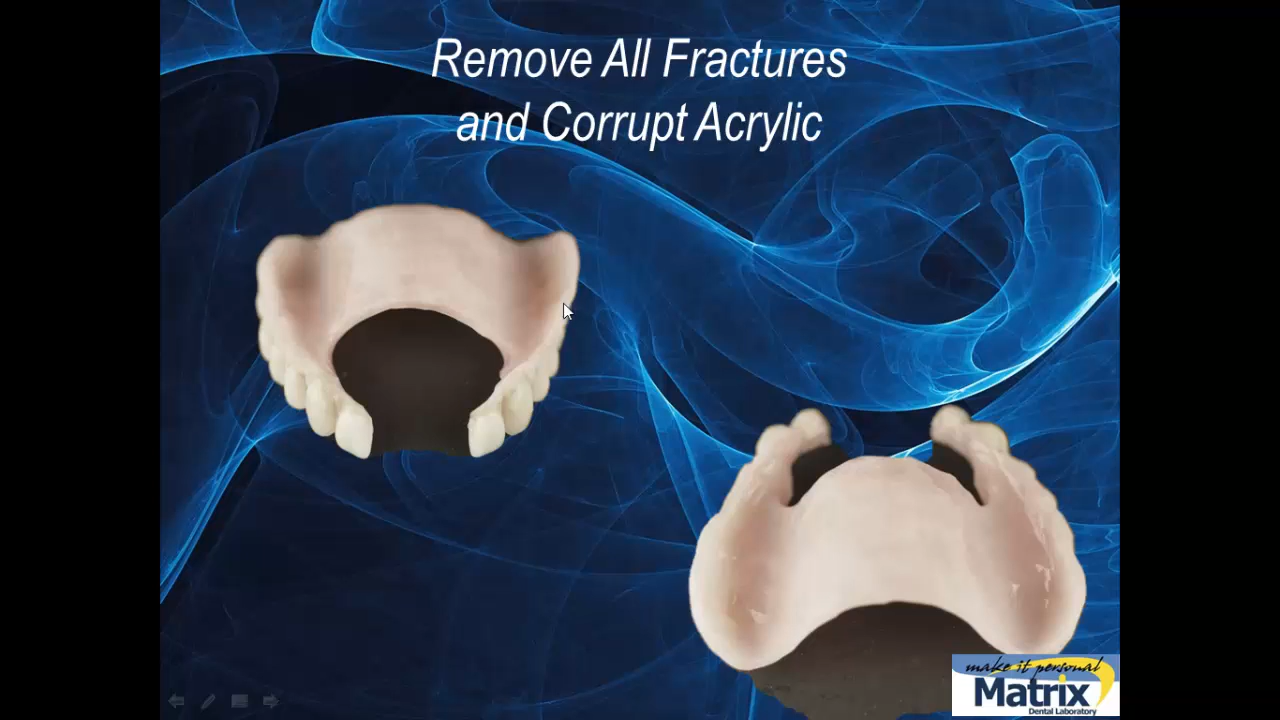 Remove All Fractures
and Corrupt Acrylic
make it personal
Matrix
Dental Laboratory